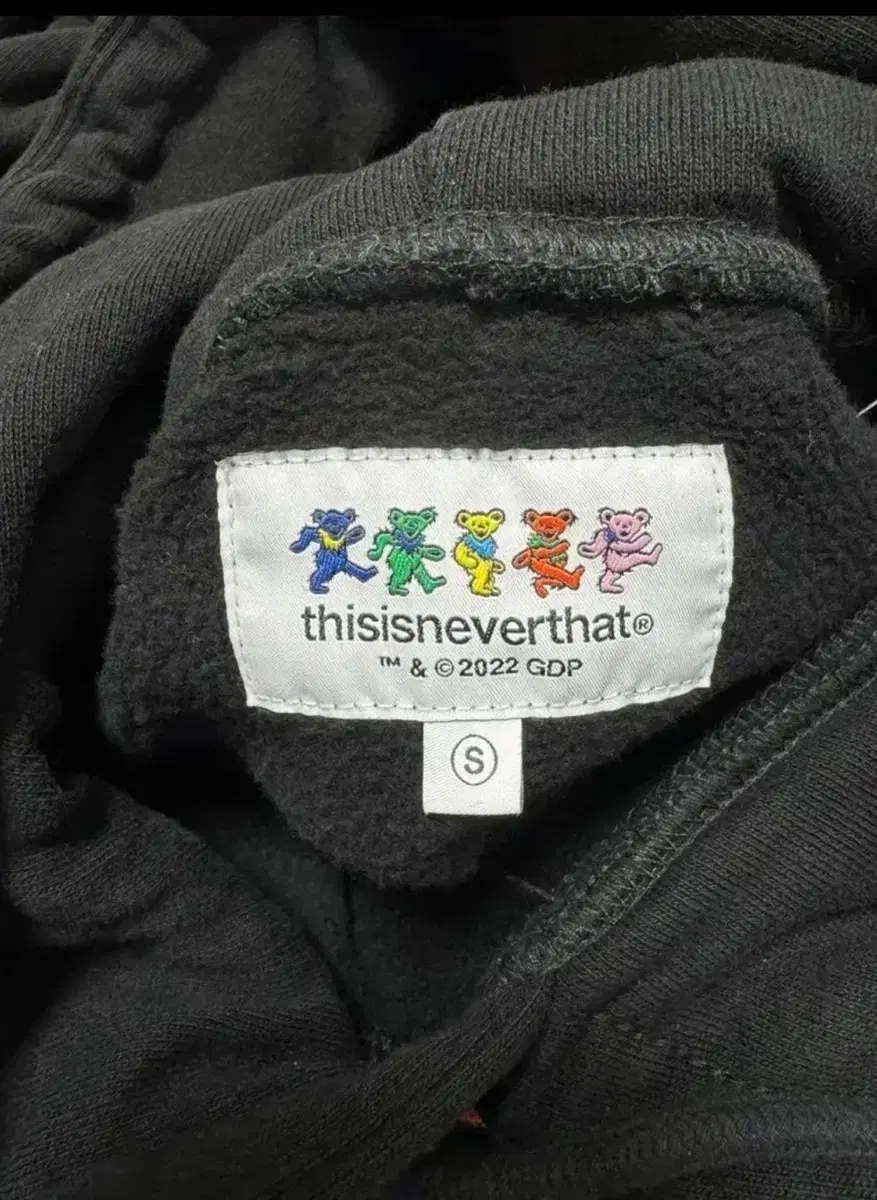 thisisneverthat®
™ & © 2022 GDP
S